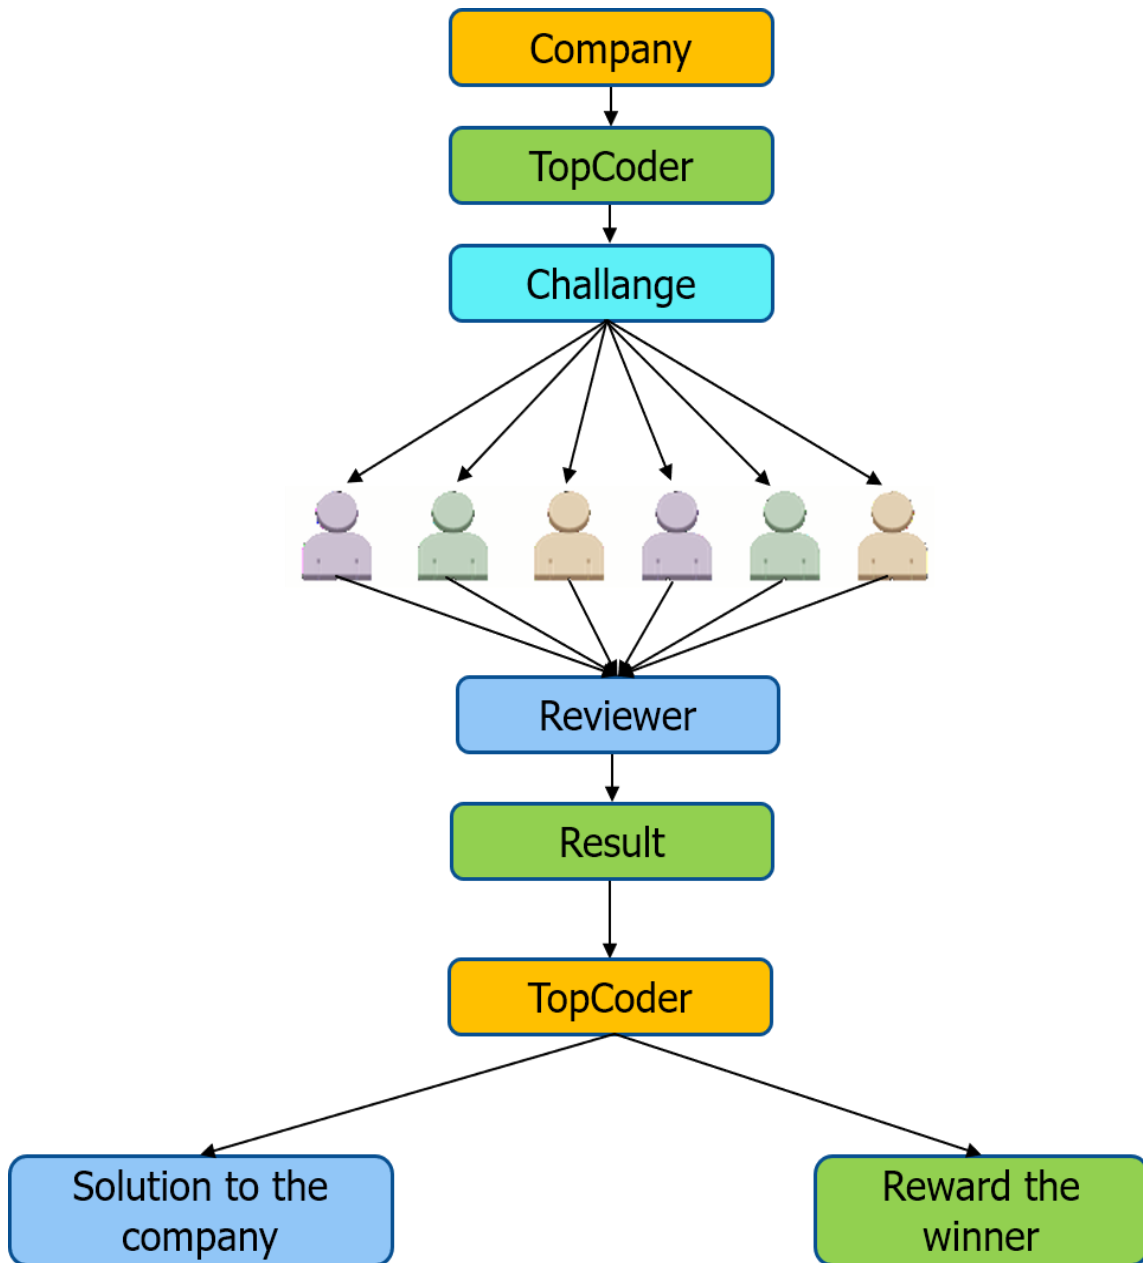 Company
TopCoder
Challange
Reviewer
Result
TopCoder
Solution to the
company
Reward the
winner